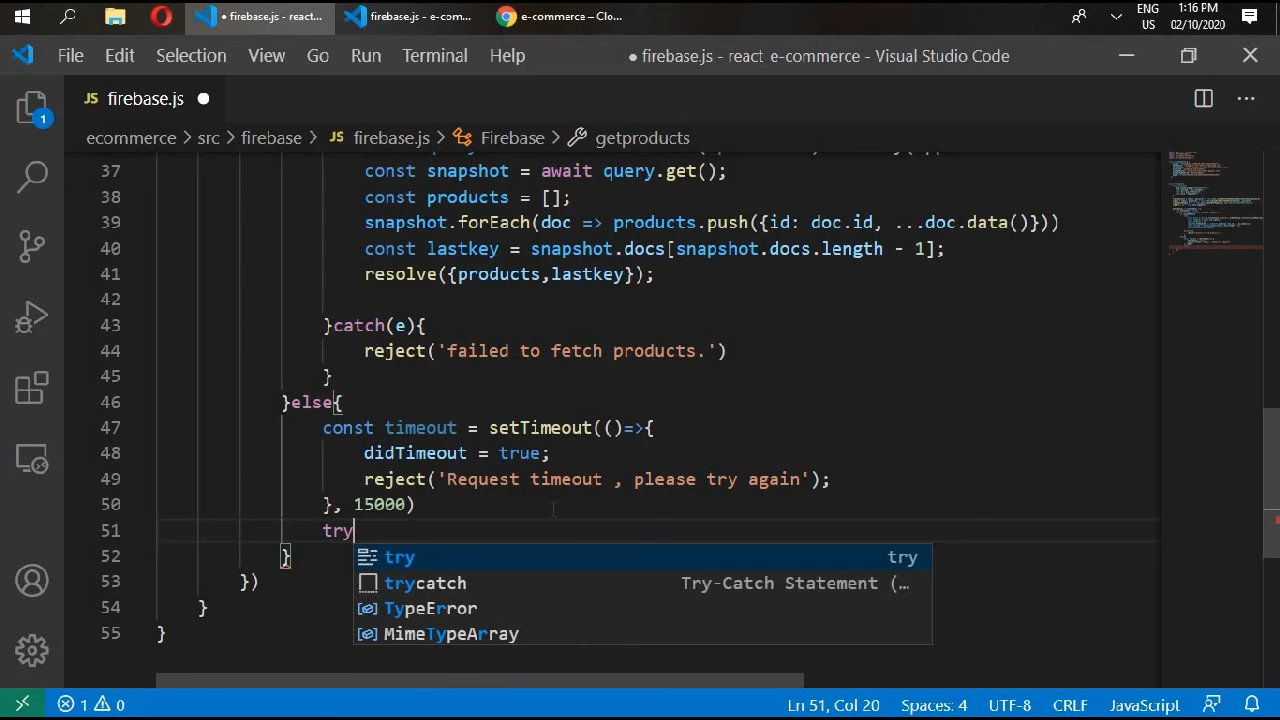 firebase.js - react...
firebase.js - e-com...
e-commerce – Clo...
ENG
US
1:16 PM
02/10/2020
File Edit Selection View Go Run Terminal Help
● firebase.js - react e-commerce - Visual Studio Code
JS firebase.js ●
ecommerce > src > firebase > JS firebase.js > Firebase > getproducts
37 const snapshot = await query.get();
38 const products = [];
39 snapshot.forEach(doc => products.push({id: doc.id, ...doc.data()}))
40 const lastkey = snapshot.docs[snapshot.docs.length - 1];
41 resolve({products,lastkey});
42
43 }catch(e){
44 reject('failed to fetch products.')
45 }
46 }else{
47 const timeout = setTimeout(()=>{
48 didTimeout = true;
49 reject('Request timeout , please try again');
50 }, 15000)
51 try
52 }
53 })
54 }
55 }
try try
trycatch Try-Catch Statement (…
TypeError
MimeTypeArray
1
1 0
Ln 51, Col 20 Spaces: 4 UTF-8 CRLF JavaScript